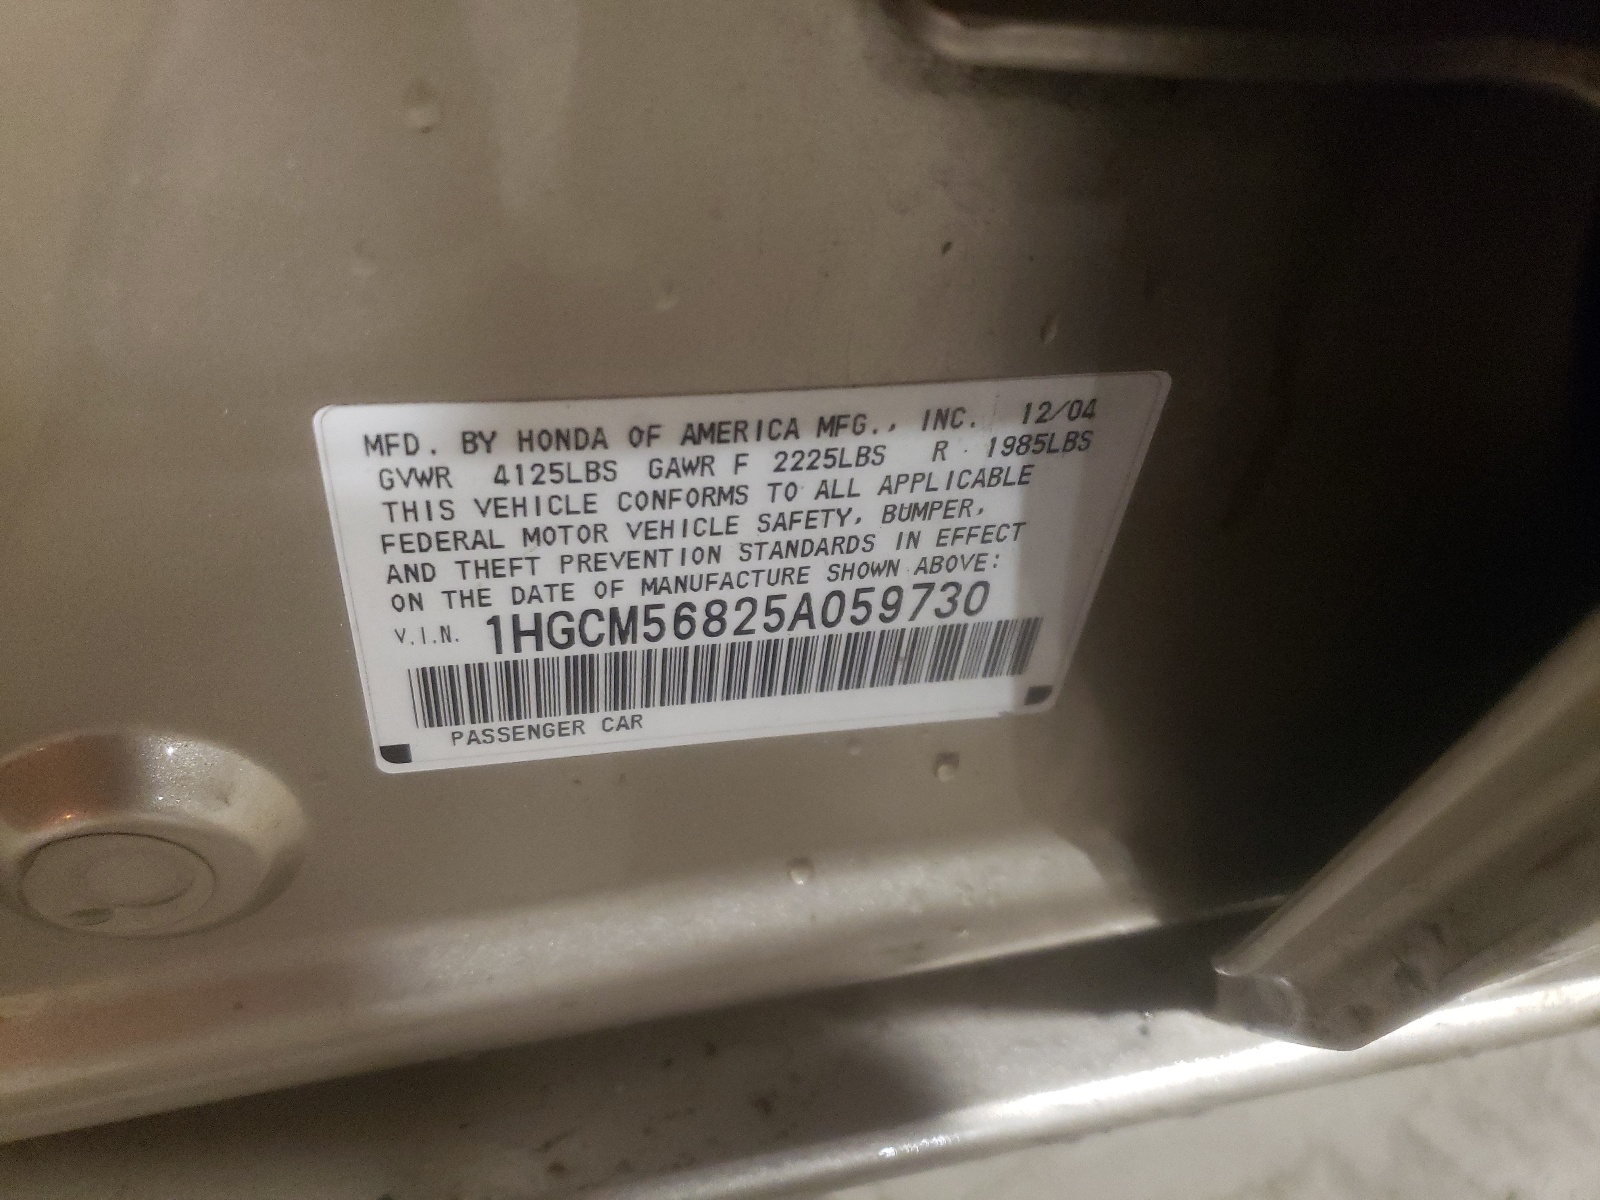 MFD. BY HONDA OF AMERICA MFG., INC. 12/04
GVWR 4125LBS GAWR F 2225LBS R 1985LBS
THIS VEHICLE CONFORMS TO ALL APPLICABLE
FEDERAL MOTOR VEHICLE SAFETY, BUMPER,
AND THEFT PREVENTION STANDARDS IN EFFECT
ON THE DATE OF MANUFACTURE SHOWN ABOVE:
V.I.N. 1HGCM56825A059730
PASSENGER CAR